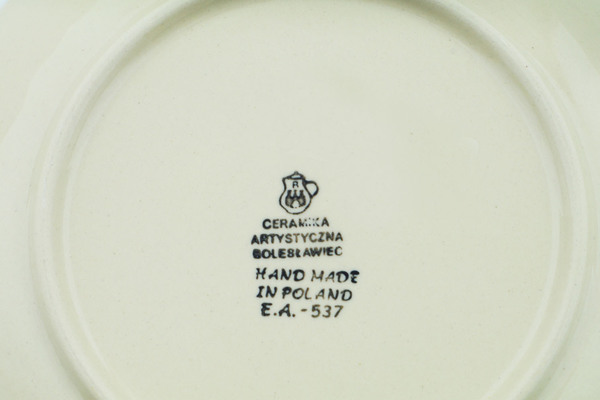 R
CERAMIKA
ARTYSTYCZNA
BOLESŁAWIEC
HAND MADE
IN POLAND
E.A. - 537